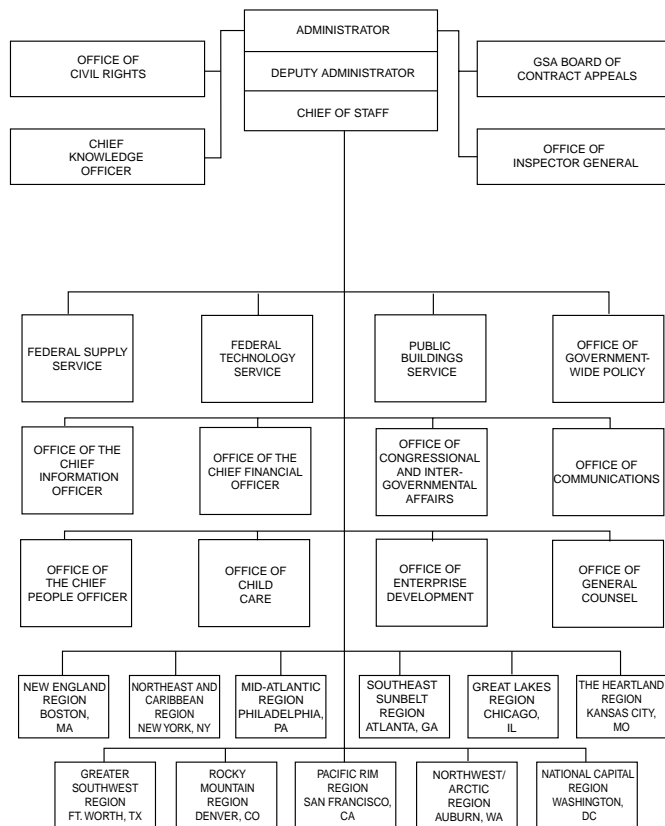 ADMINISTRATOR
DEPUTY ADMINISTRATOR
CHIEF OF STAFF
OFFICE OF
CIVIL RIGHTS
GSA BOARD OF
CONTRACT APPEALS
CHIEF
KNOWLEDGE
OFFICER
OFFICE OF
INSPECTOR GENERAL
FEDERAL SUPPLY
SERVICE
FEDERAL
TECHNOLOGY
SERVICE
PUBLIC
BUILDINGS
SERVICE
OFFICE OF
GOVERNMENT-
WIDE POLICY
OFFICE OF THE
CHIEF
INFORMATION
OFFICER
OFFICE OF THE
CHIEF FINANCIAL
OFFICER
OFFICE OF
CONGRESSIONAL
AND INTER-
GOVERNMENTAL
AFFAIRS
OFFICE OF
COMMUNICATIONS
OFFICE OF
THE CHIEF
PEOPLE OFFICER
OFFICE OF
CHILD
CARE
OFFICE OF
ENTERPRISE
DEVELOPMENT
OFFICE OF
GENERAL
COUNSEL
NEW ENGLAND
REGION
BOSTON,
MA
NORTHEAST AND
CARIBBEAN
REGION
NEW YORK, NY
MID-ATLANTIC
REGION
PHILADELPHIA,
PA
SOUTHEAST
SUNBELT
REGION
ATLANTA, GA
GREAT LAKES
REGION
CHICAGO,
IL
THE HEARTLAND
REGION
KANSAS CITY,
MO
GREATER
SOUTHWEST
REGION
FT. WORTH, TX
ROCKY
MOUNTAIN
REGION
DENVER, CO
PACIFIC RIM
REGION
SAN FRANCISCO,
CA
NORTHWEST/
ARCTIC
REGION
AUBURN, WA
NATIONAL CAPITAL
REGION
WASHINGTON,
DC